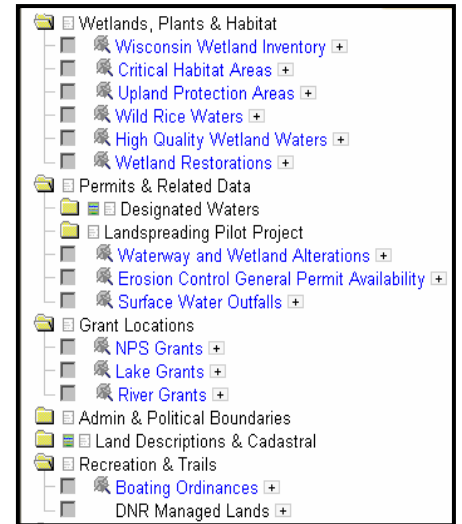 Wetlands, Plants & Habitat
Wisconsin Wetland Inventory
Critical Habitat Areas
Upland Protection Areas
Wild Rice Waters
High Quality Wetland Waters
Wetland Restorations
Permits & Related Data
Designated Waters
Landspreading Pilot Project
Waterway and Wetland Alterations
Erosion Control General Permit Availability
Surface Water Outfalls
Grant Locations
NPS Grants
Lake Grants
River Grants
Admin & Political Boundaries
Land Descriptions & Cadastral
Recreation & Trails
Boating Ordinances
DNR Managed Lands